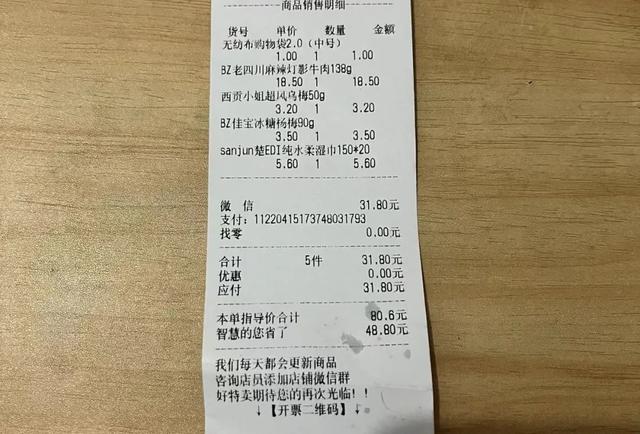 商品销售明细
货号 单价 数量 金额
无纺布购物袋2.0(中号)
1.00 1 1.00
BZ老四川麻辣灯影牛肉138g
18.50 1 18.50
西贡小姐超凤乌梅50g
3.20 1 3.20
BZ佳宝冰糖杨梅90g
3.50 1 3.50
sanjun楚EDI纯水柔湿巾150*20
5.60 1 5.60
微 信 31.80元
支付:11220415173748031793
找零 0.00元
合计 5件 31.80元
优惠 0.00元
应付 31.80元
本单指导价合计 80.6元
智慧的您省了 48.80元
我们每天都会更新商品
咨询店员添加店铺微信群
好特卖期待您的再次光临!!
↓【开票二维码】↓